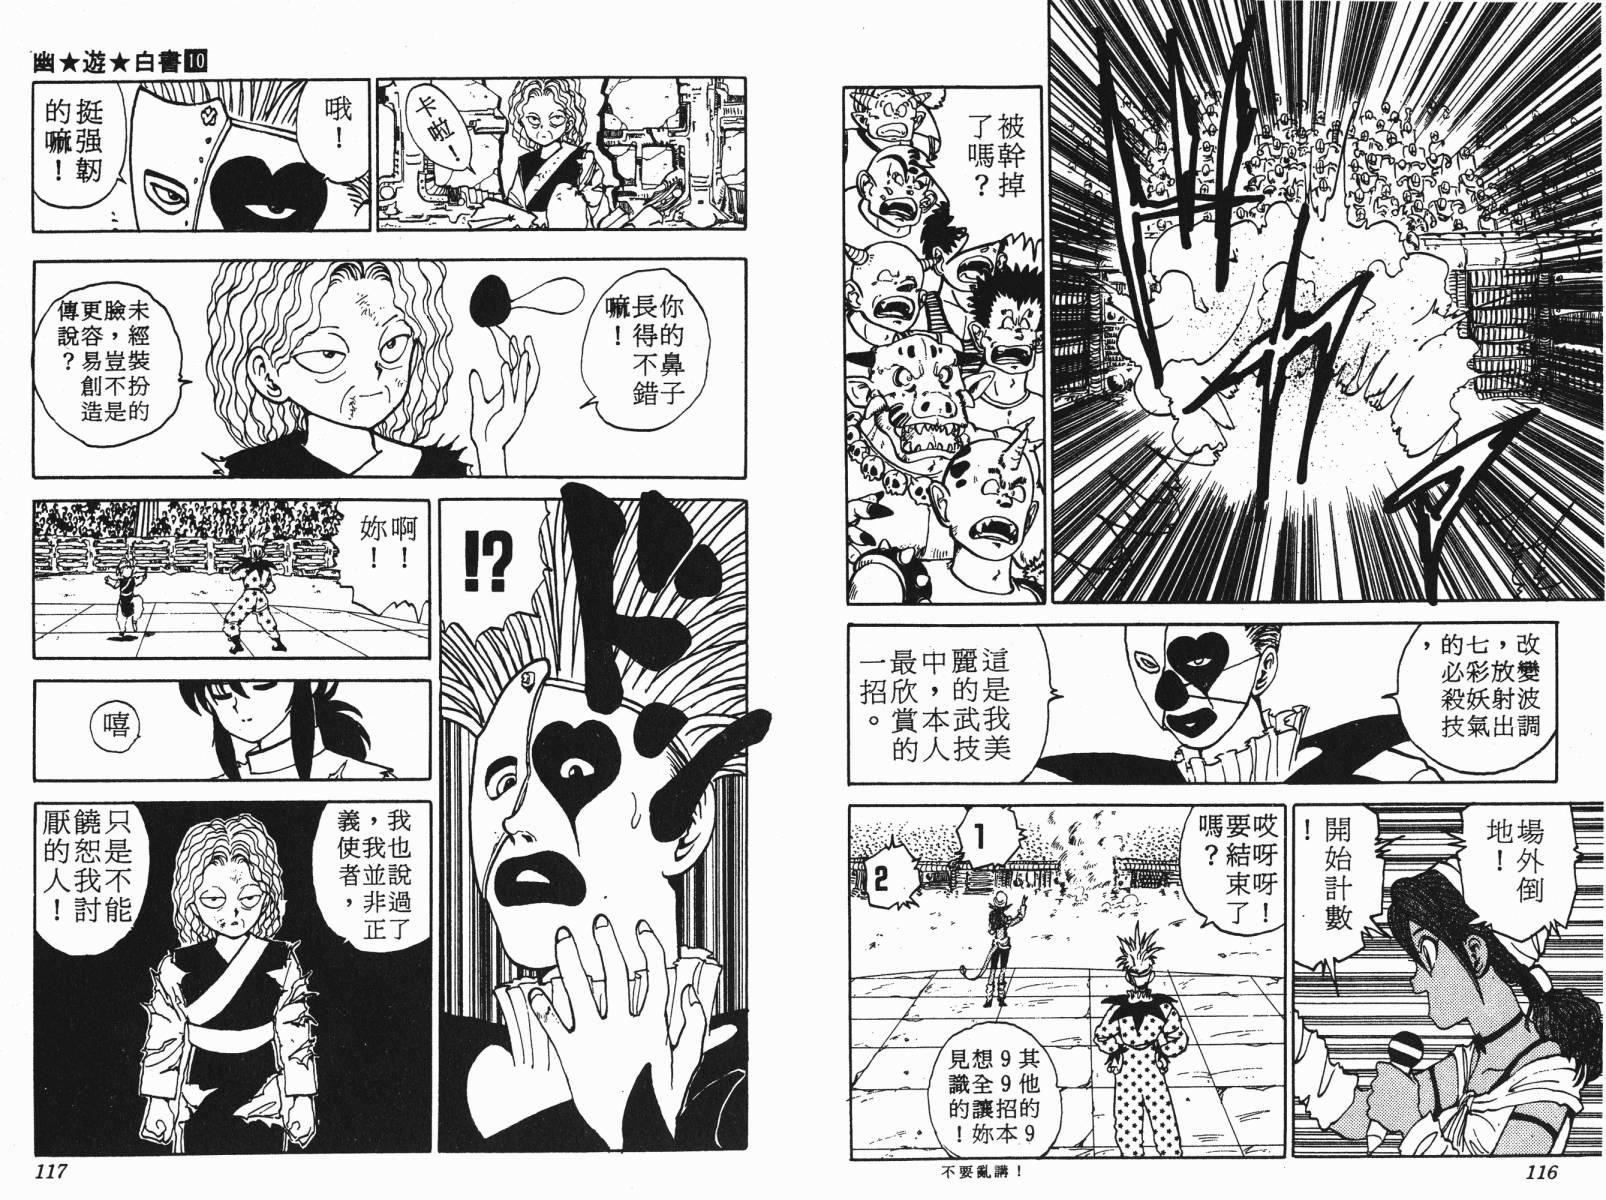 被幹掉
了嗎？
改變波調
，放射出
七彩妖氣
的必殺技
，
這是我美
麗的武技
中，本人
最欣賞的
一招。
場外倒
地！
開始計數
！
哎呀呀！
要結束了
嗎？
1
2
其他的9
99招本
想全讓妳
見識的！
不要亂講！
116
幽★遊★白書10
卡啦！
哦！
挺强韌
的嘛！
你的鼻子
長得不錯
嘛！
未經裝扮的
臉，豈不是
更容易創造
傳說？
ド
!?
啊！
妳！
嘻
我也說過了
，我並非正
義使者，
只是不能
饒恕我討
厭的人！
117